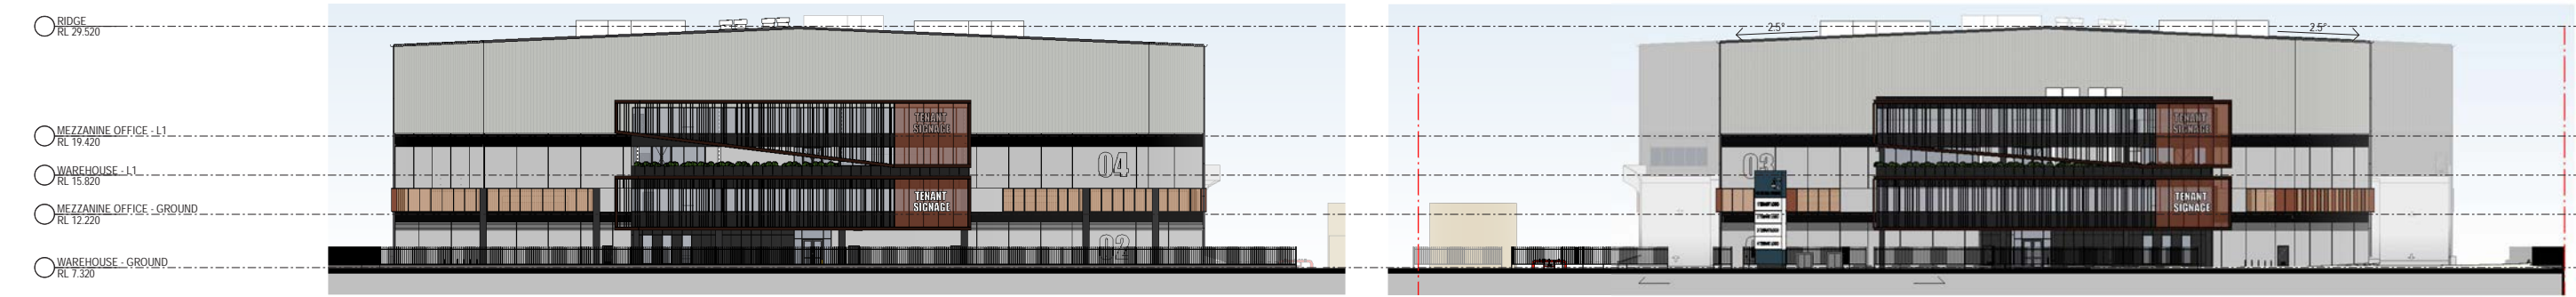 RIDGE
RL 29.520
MEZZANINE OFFICE - L1
RL 19.420
WAREHOUSE - L1
RL 15.820
MEZZANINE OFFICE - GROUND
RL 12.220
WAREHOUSE - GROUND
RL 7.320
TENANT
SIGNAGE
04
TENANT
SIGNAGE
02
2.5°
2.5°
TENANT
SIGNAGE
03
TENANT
SIGNAGE